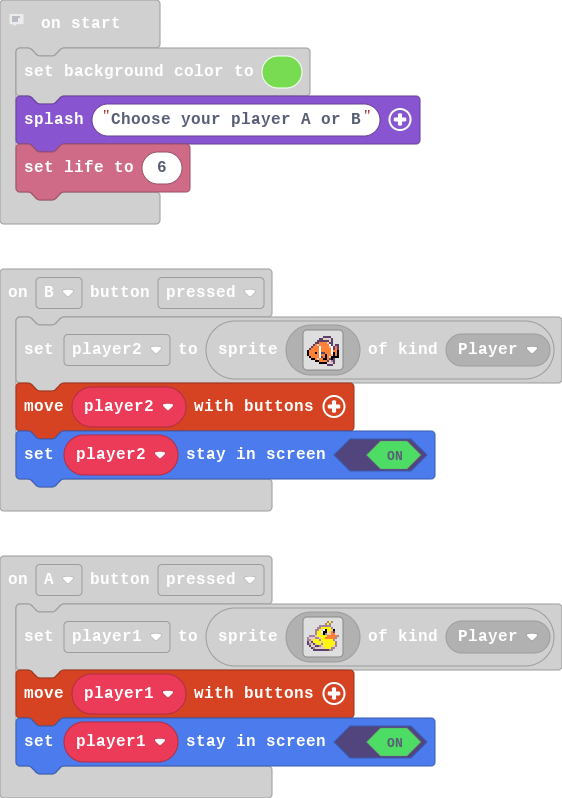 on start
set background color to
splash "Choose your player A or B"
set life to 6
on B button pressed
set player2 to sprite of kind Player
move player2 with buttons
set player2 stay in screen ON
on A button pressed
set player1 to sprite of kind Player
move player1 with buttons
set player1 stay in screen ON